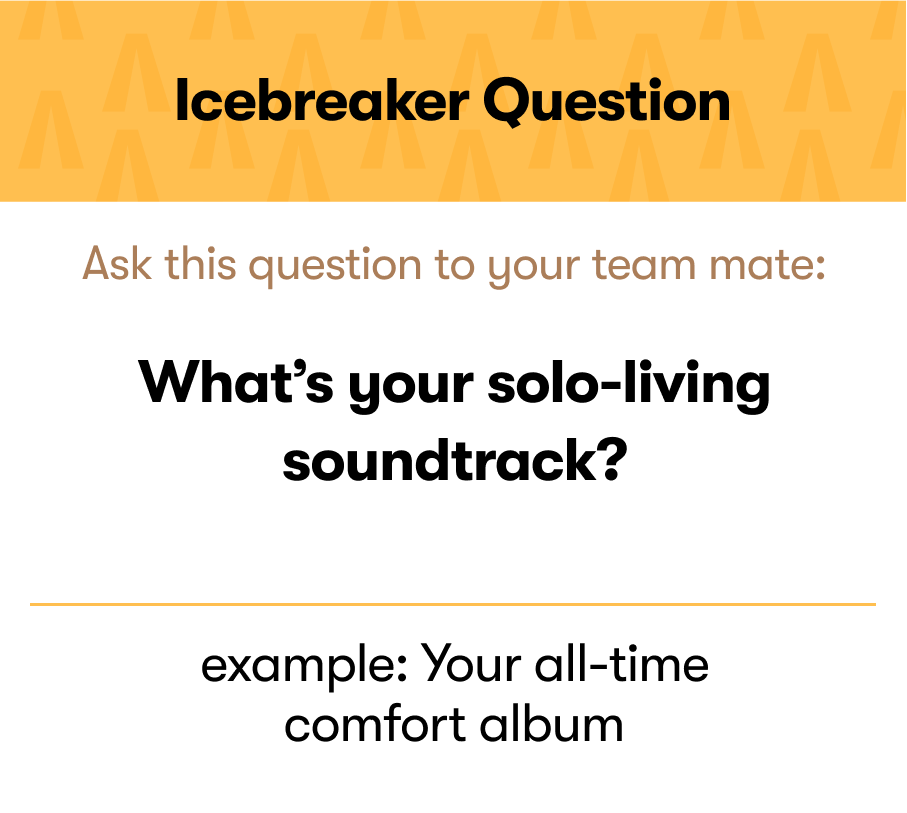 Icebreaker Question
Ask this question to your team mate:
What’s your solo-living
soundtrack?
example: Your all-time
comfort album